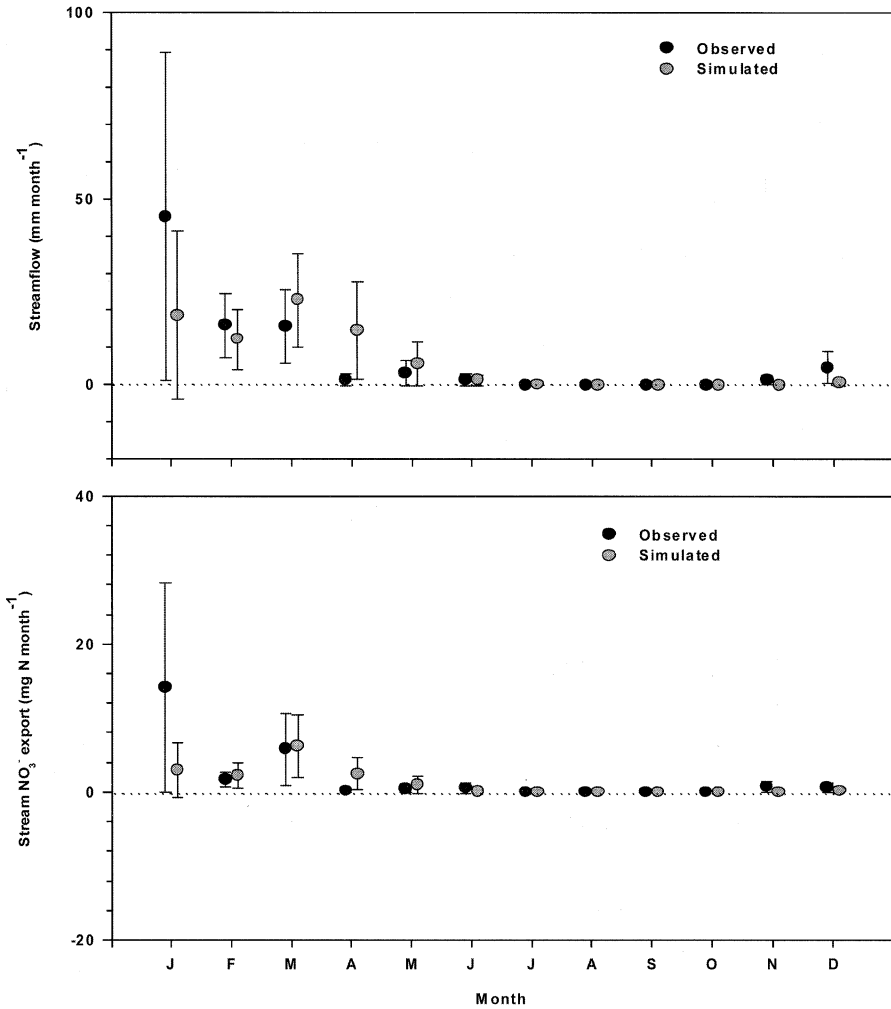 100
50
0
Streamflow (mm month⁻¹)
Observed
Simulated
J F M A M J J A S O N D
40
20
0
-20
Stream NO₃⁻ export (mg N month⁻¹)
Observed
Simulated
J F M A M J J A S O N D
Month